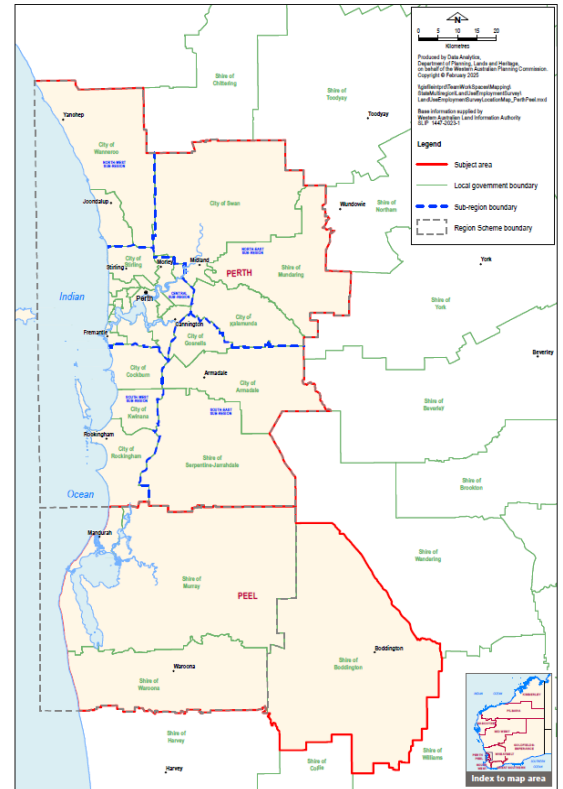 N
0 5 10 15 20
Kilometres
Produced by Data Analytics,
Department of Planning, Lands and Heritage,
on behalf of the Western Australian Planning Commission.
Copyright © February 2025
Base information supplied by
Western Australian Land Information Authority
SLIP 1447-2023-1
Legend
Subject area
Local government boundary
Sub-region boundary
Region Scheme boundary
Shire of
Chittering
Shire of
Toodyay
Toodyay
Yanchep
City of
Wanneroo
NORTH-WEST
SUB-REGION
Joondalup
City of Swan
Wundowie
Shire of
Northam
York
Stirling
City of
Stirling
Morley
Midland
NORTH-EAST
SUB-REGION
PERTH
Shire of
Mundaring
Indian
Perth
CENTRAL
SUB-REGION
Cannington
City of
Kalamunda
Shire of
York
Fremantle
City of
Gosnells
Beverley
City of
Cockburn
Armadale
City of
Armadale
Shire of
Beverley
SOUTH-WEST
SUB-REGION
City of
Kwinana
SOUTH-EAST
SUB-REGION
Rockingham
City of
Rockingham
Shire of
Serpentine-Jarrahdale
Shire of
Brookton
Ocean
Mandurah
Shire of
Wandering
Shire of
Murray
PEEL
Boddington
Waroona
Shire of
Waroona
Shire of
Boddington
Shire of
Harvey
Harvey
Shire of
Cuffle
Shire of
Williams
Index to map area